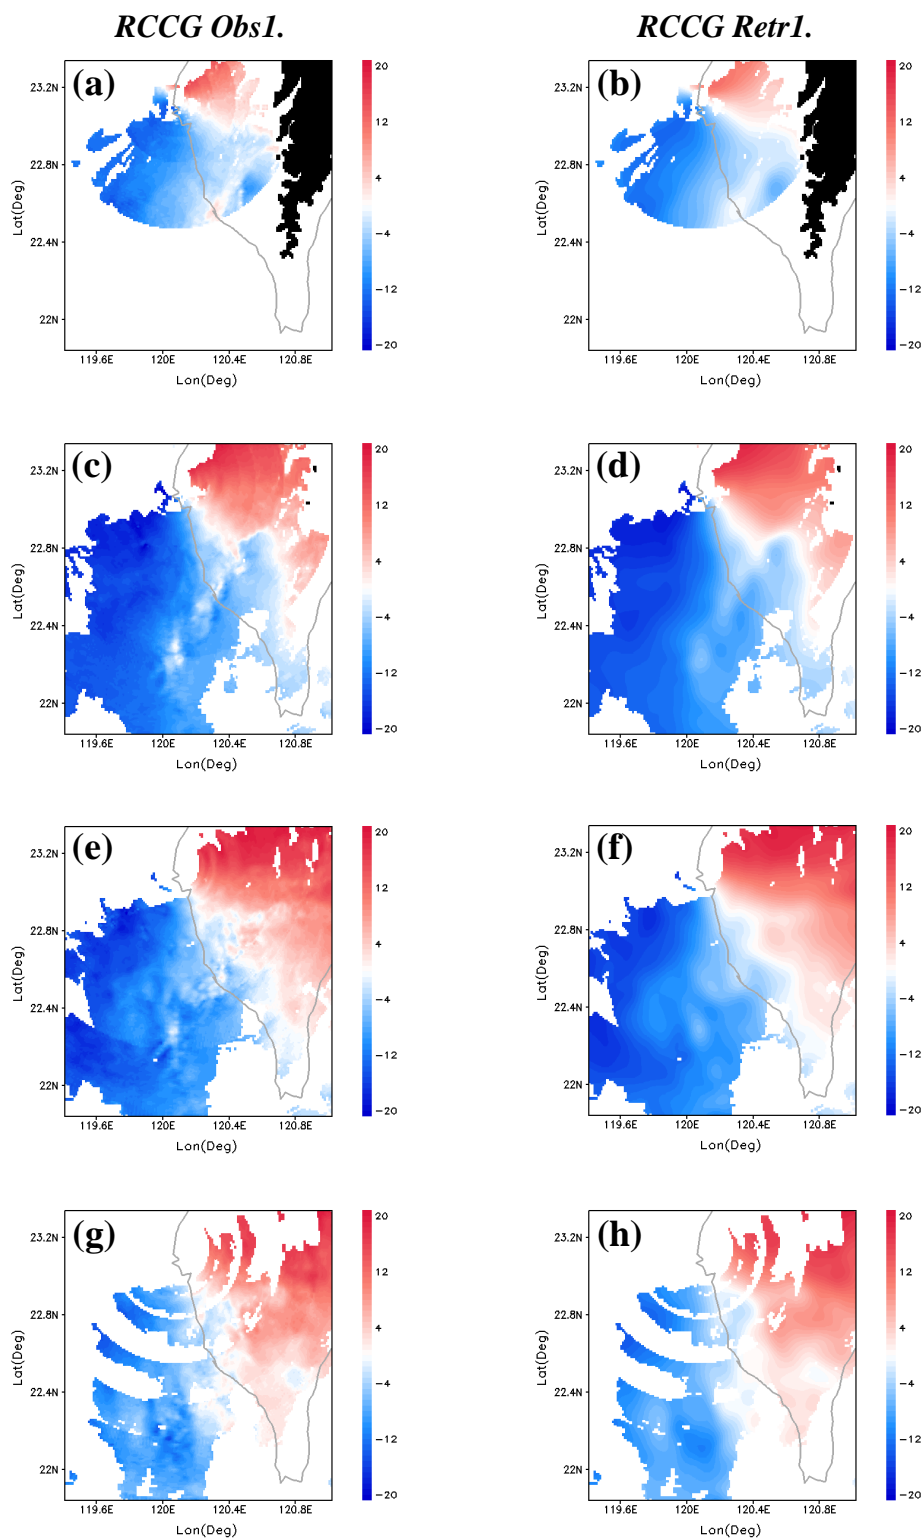 RCCG Obs1. RCCG Retr1.
(a) (b)
23.2N 20 23.2N 20
12 12
22.8N 22.8N
4 4
22.4N −4 22.4N −4
−12 −12
22N 22N
−20 −20
119.6E 120E 120.4E 120.8E 119.6E 120E 120.4E 120.8E
Lat(Deg) Lat(Deg)
Lon(Deg) Lon(Deg)
(c) (d)
23.2N 20 23.2N 20
12 12
22.8N 22.8N
4 4
22.4N −4 22.4N −4
−12 −12
22N 22N
−20 −20
119.6E 120E 120.4E 120.8E 119.6E 120E 120.4E 120.8E
Lat(Deg) Lat(Deg)
Lon(Deg) Lon(Deg)
(e) (f)
23.2N 20 23.2N 20
12 12
22.8N 22.8N
4 4
22.4N −4 22.4N −4
−12 −12
22N 22N
−20 −20
119.6E 120E 120.4E 120.8E 119.6E 120E 120.4E 120.8E
Lat(Deg) Lat(Deg)
Lon(Deg) Lon(Deg)
(g) (h)
23.2N 20 23.2N 20
12 12
22.8N 22.8N
4 4
22.4N −4 22.4N −4
−12 −12
22N 22N
−20 −20
119.6E 120E 120.4E 120.8E 119.6E 120E 120.4E 120.8E
Lat(Deg) Lat(Deg)
Lon(Deg) Lon(Deg)